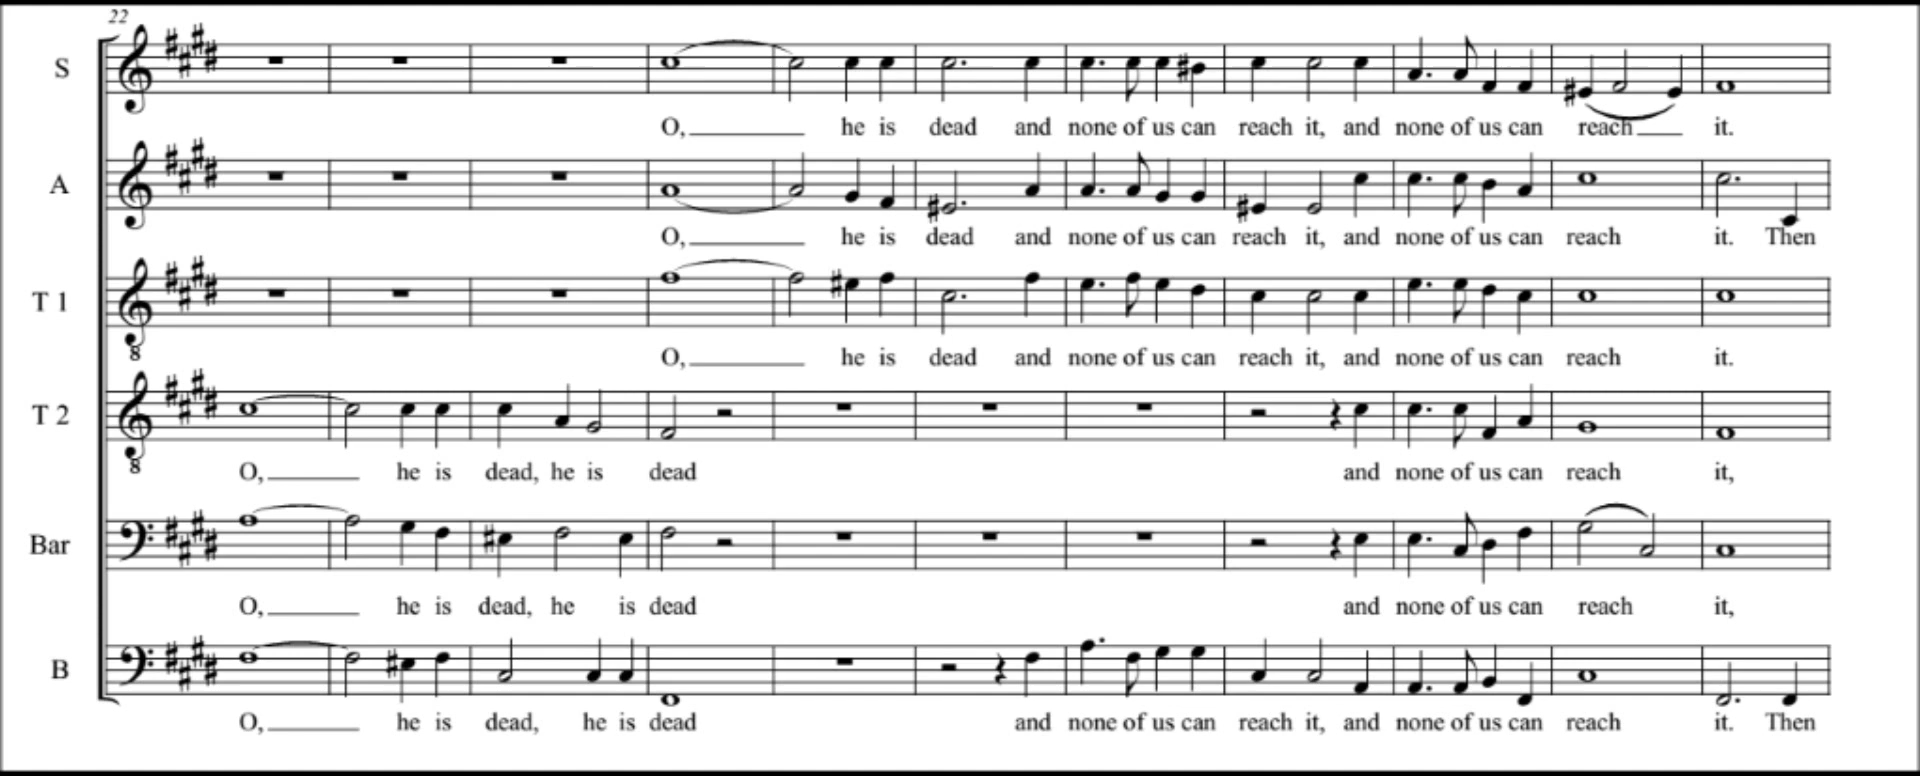 22
S
O, he is dead and none of us can reach it, and none of us can reach it.
A
O, he is dead and none of us can reach it, and none of us can reach it. Then
T 1
8
O, he is dead and none of us can reach it, and none of us can reach it.
T 2
8
O, he is dead, he is dead and none of us can reach it,
Bar
O, he is dead, he is dead and none of us can reach it,
B
O, he is dead, he is dead and none of us can reach it, and none of us can reach it. Then